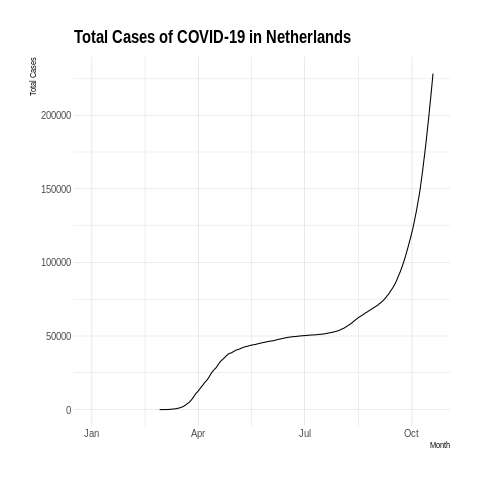 Total Cases of COVID-19 in Netherlands
Total Cases
200000
150000
100000
50000
0
Jan Apr Jul Oct
Month